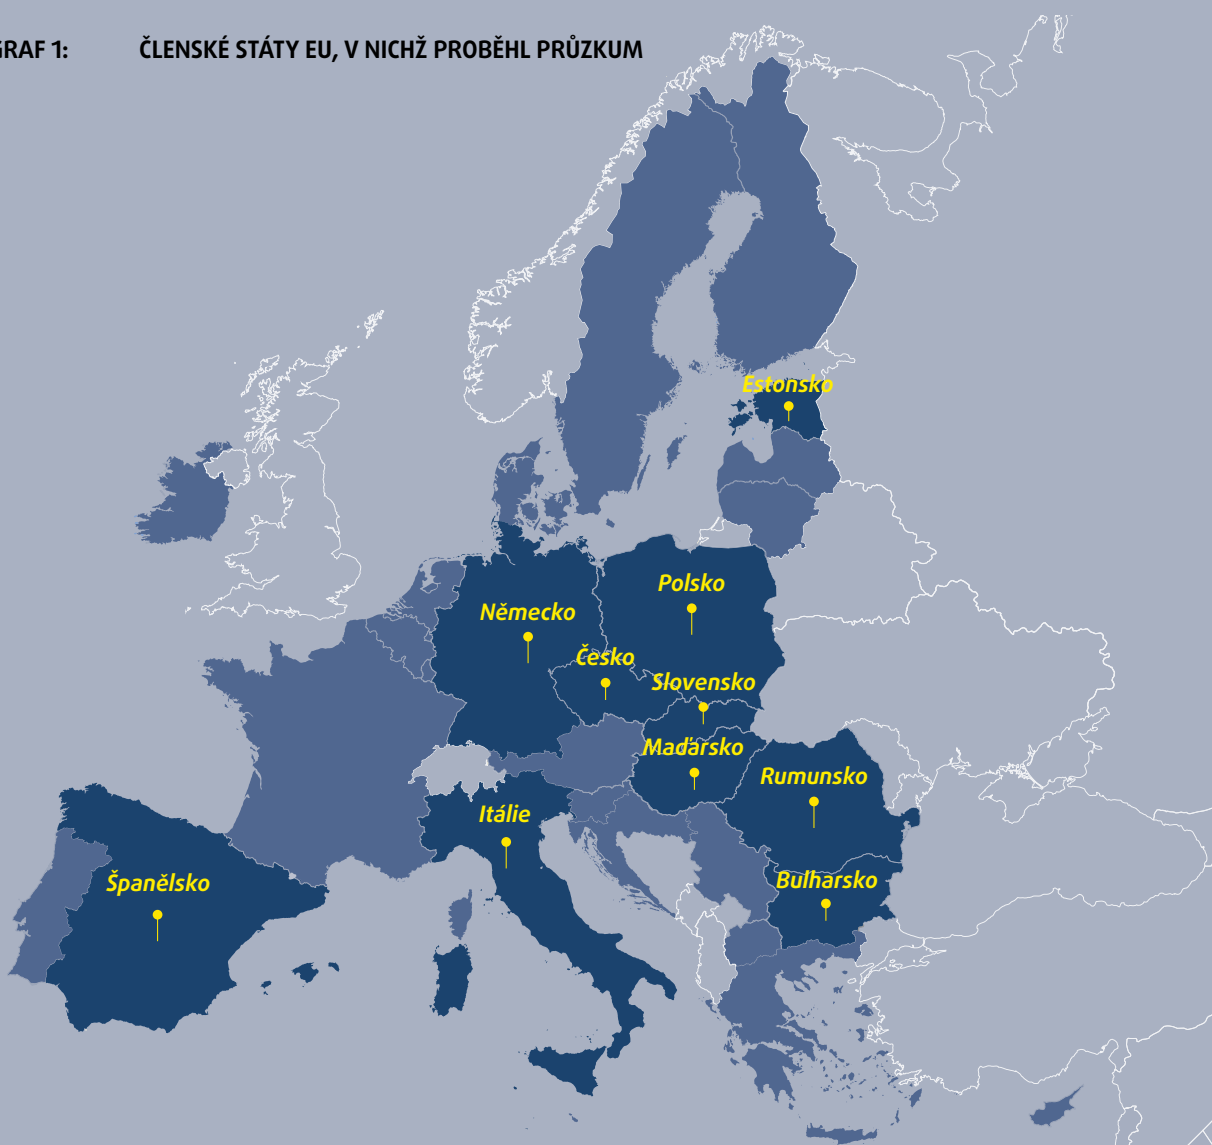 GRAF 1: ČLENSKÉ STÁTY EU, V NICHŽ PROBĚHL PRŮZKUM
Estonsko
Polsko
Německo
Česko
Slovensko
Maďarsko
Rumunsko
Itálie
Bulharsko
Španělsko